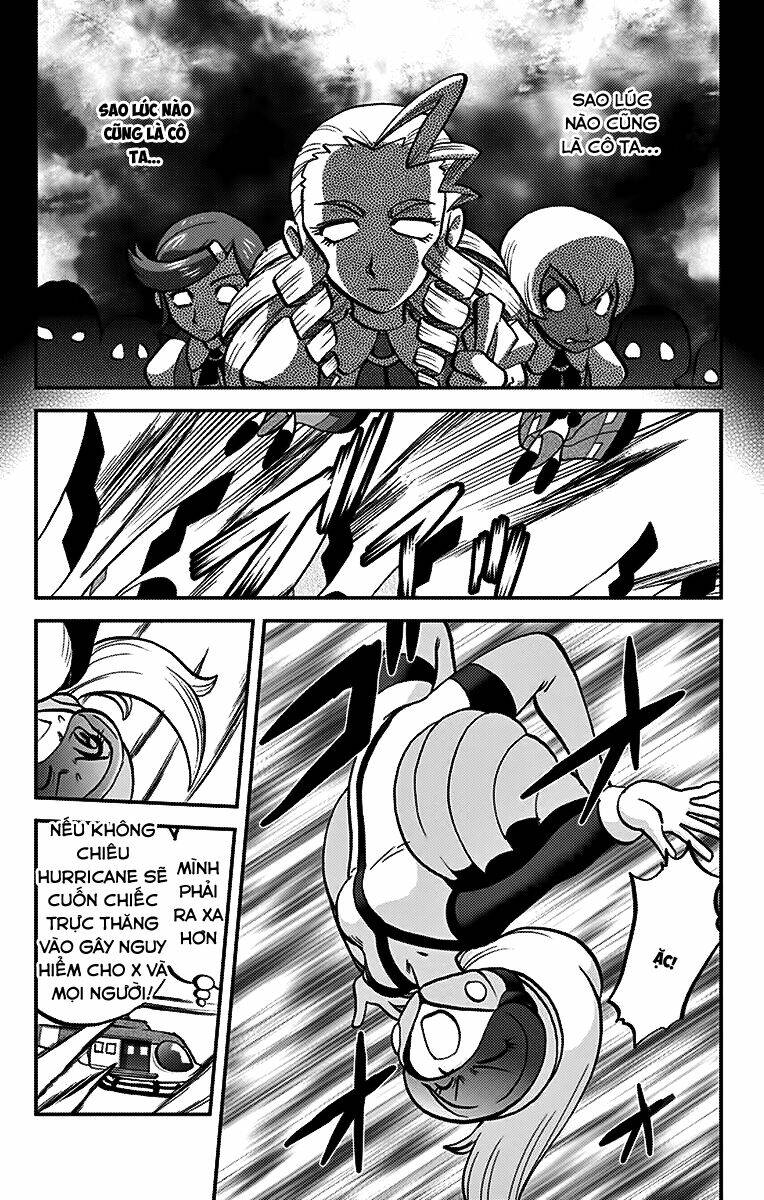 SAO LÚC
NÀO
CŨNG LÀ
LÀ CÔ TA...
SAO LÚC NÀO
CŨNG LÀ CÔ
TA...
ẶC!
MÌNH
PHẢI
RA XA
HƠN
NẾU KHÔNG
CHIÊU
HURRICANE SẼ
CUỐN CHIẾC
TRỰC THĂNG
VÀO GÂY NGUY
HIỂM CHO X VÀ
MỌI NGƯỜI!